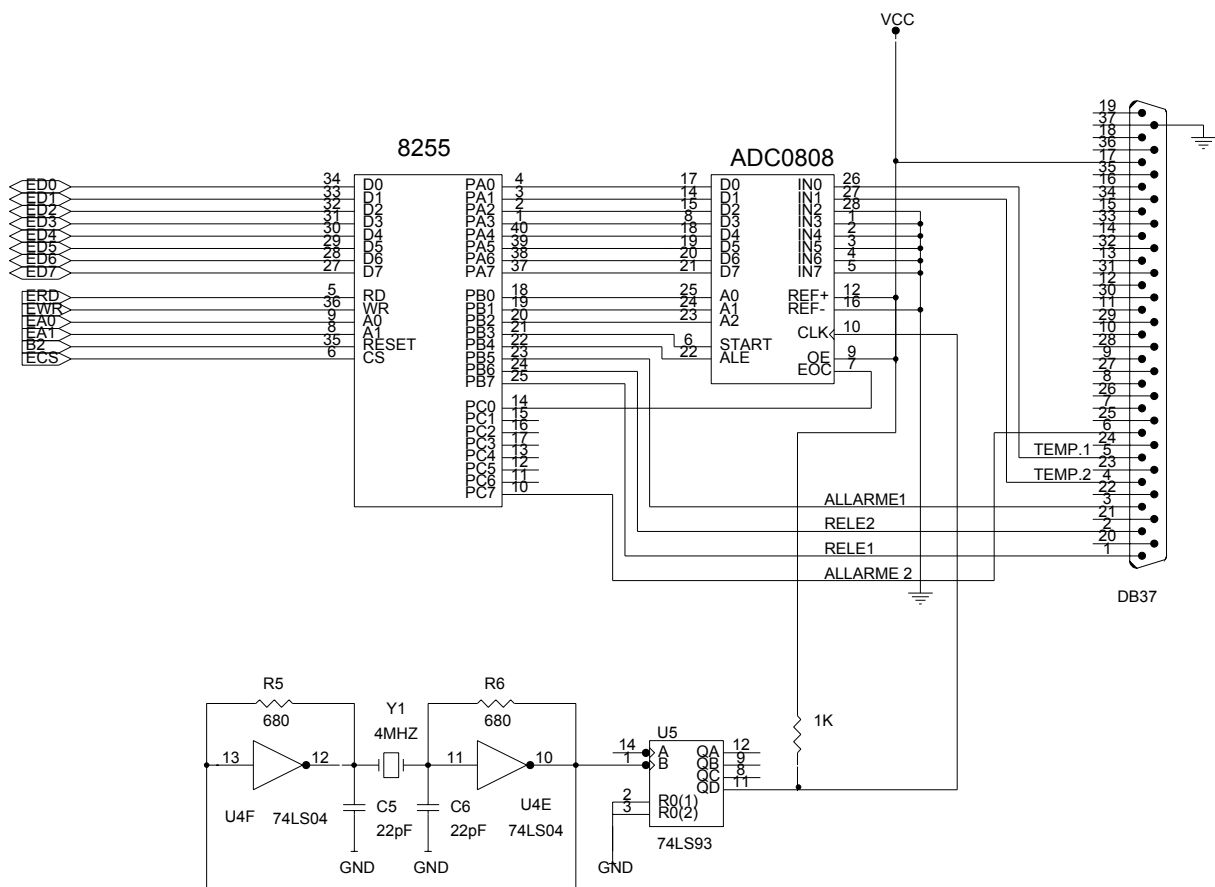 VCC
8255
ADC0808
ED0 34 D0 PA0 4 17 D0 IN0 26
ED1 33 D1 PA1 3 14 D1 IN1 27
ED2 32 D2 PA2 2 15 D2 IN2 28
ED3 31 D3 PA3 1 8 D3 IN3 1
ED4 30 D4 PA4 40 18 D4 IN4 2
ED5 29 D5 PA5 39 19 D5 IN5 3
ED6 28 D6 PA6 38 20 D6 IN6 4
ED7 27 D7 PA7 37 21 D7 IN7 5
ERD 5 RD PB0 18 25 A0 REF+ 12
EWR 36 WR PB1 19 24 A1 REF- 16
EA0 9 A0 PB2 20 23 A2
EA1 8 A1 PB3 21 CLK 10
B2 35 RESET PB4 22 6 START
ECS 6 CS PB5 23 22 ALE OE 9
PB6 24 EOC 7
PB7 25
PC0 14
PC1 15
PC2 16
PC3 17
PC4 13
PC5 12
PC6 11
PC7 10
19
37
18
36
17
35
16
34
15
33
14
32
13
31
12
30
11
29
10
28
9
27
8
26
7
25
6
24
TEMP.1 5
23
TEMP.2 4
22
ALLARME1 3
21
RELE2 2
20
RELE1 1
ALLARME 2
DB37
R5
680
Y1
4MHZ
R6
680
1K
13 12
11 10
U4F 74LS04
C5
22pF
GND
C6
22pF
GND
U4E
74LS04
U5
14 A QA 12
1 B QB 9
QC 8
QD 11
2 R0(1)
3 R0(2)
74LS93
GND